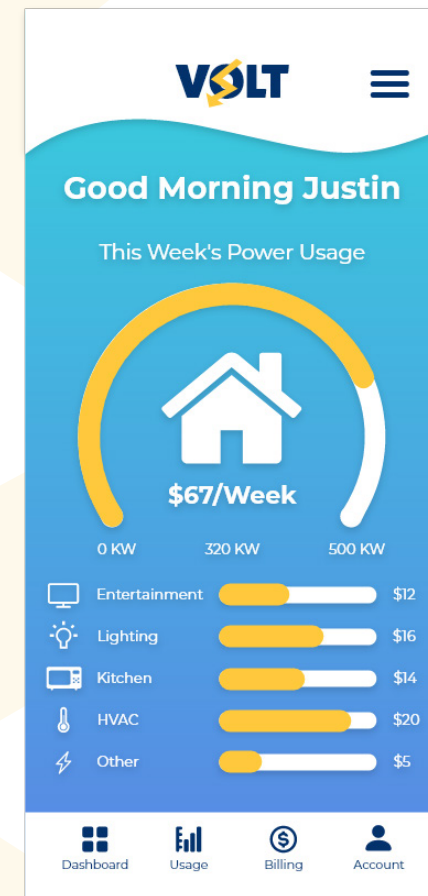 VOLT
Good Morning Justin
This Week's Power Usage
$67/Week
0 KW 320 KW 500 KW
Entertainment $12
Lighting $16
Kitchen $14
HVAC $20
Other $5
Dashboard Usage Billing Account